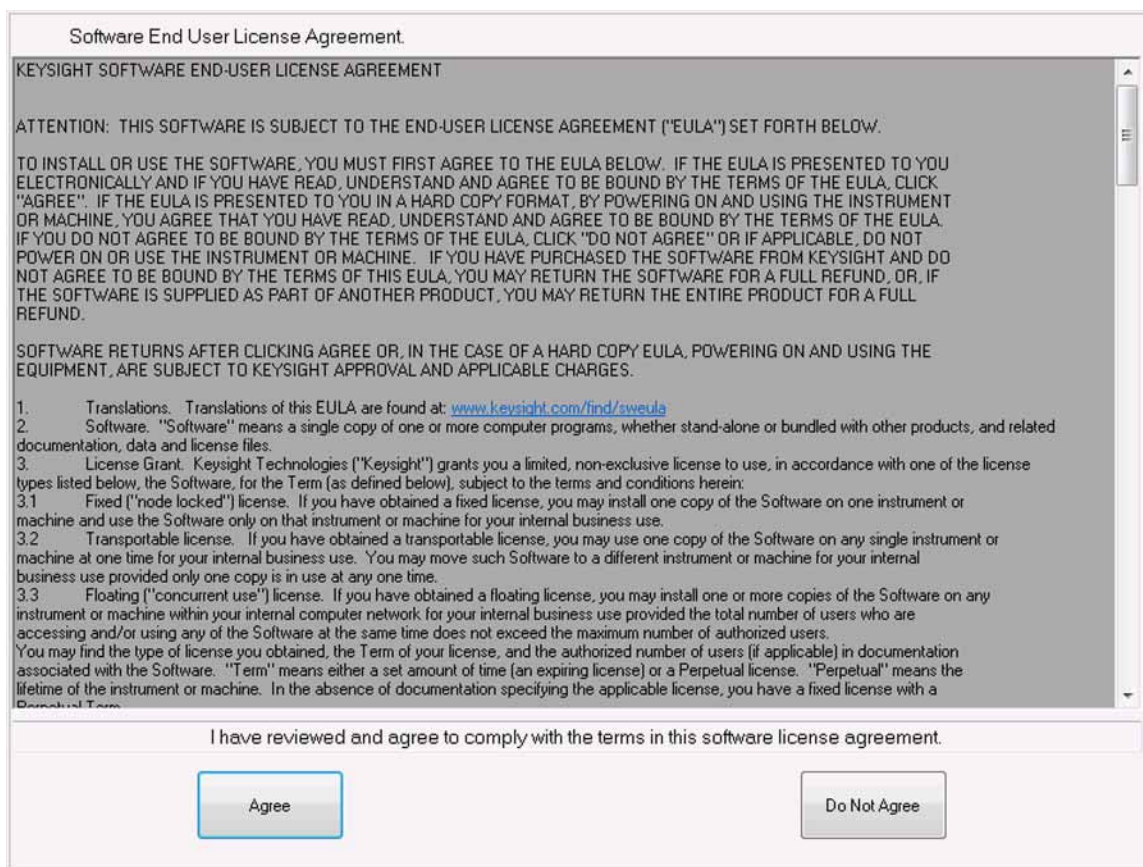 Software End User License Agreement.
KEYSIGHT SOFTWARE END-USER LICENSE AGREEMENT
ATTENTION: THIS SOFTWARE IS SUBJECT TO THE END-USER LICENSE AGREEMENT ("EULA") SET FORTH BELOW.
TO INSTALL OR USE THE SOFTWARE, YOU MUST FIRST AGREE TO THE EULA BELOW. IF THE EULA IS PRESENTED TO YOU
ELECTRONICALLY AND IF YOU HAVE READ, UNDERSTAND AND AGREE TO BE BOUND BY THE TERMS OF THE EULA, CLICK
"AGREE". IF THE EULA IS PRESENTED TO YOU IN A HARD COPY FORMAT, BY POWERING ON AND USING THE INSTRUMENT
OR MACHINE, YOU AGREE THAT YOU HAVE READ, UNDERSTAND AND AGREE TO BE BOUND BY THE TERMS OF THE EULA.
IF YOU DO NOT AGREE TO BE BOUND BY THE TERMS OF THE EULA, CLICK "DO NOT AGREE" OR IF APPLICABLE, DO NOT
POWER ON OR USE THE INSTRUMENT OR MACHINE. IF YOU HAVE PURCHASED THE SOFTWARE FROM KEYSIGHT AND DO
NOT AGREE TO BE BOUND BY THE TERMS OF THIS EULA, YOU MAY RETURN THE SOFTWARE FOR A FULL REFUND, OR, IF
THE SOFTWARE IS SUPPLIED AS PART OF ANOTHER PRODUCT, YOU MAY RETURN THE ENTIRE PRODUCT FOR A FULL
REFUND.
SOFTWARE RETURNS AFTER CLICKING AGREE OR, IN THE CASE OF A HARD COPY EULA, POWERING ON AND USING THE
EQUIPMENT, ARE SUBJECT TO KEYSIGHT APPROVAL AND APPLICABLE CHARGES.
1. Translations. Translations of this EULA are found at: www.keysight.com/find/sweula
2. Software. "Software" means a single copy of one or more computer programs, whether stand-alone or bundled with other products, and related
documentation, data and license files.
3. License Grant. Keysight Technologies ("Keysight") grants you a limited, non-exclusive license to use, in accordance with one of the license
types listed below, the Software, for the Term (as defined below), subject to the terms and conditions herein:
3.1 Fixed ("node locked") license. If you have obtained a fixed license, you may install one copy of the Software on one instrument or
machine and use the Software only on that instrument or machine for your internal business use.
3.2 Transportable license. If you have obtained a transportable license, you may use one copy of the Software on any single instrument or
machine at one time for your internal business use. You may move such Software to a different instrument or machine for your internal
business use provided only one copy is in use at any one time.
3.3 Floating ("concurrent use") license. If you have obtained a floating license, you may install one or more copies of the Software on any
instrument or machine within your internal computer network for your internal business use provided the total number of users who are
accessing and/or using any of the Software at the same time does not exceed the maximum number of authorized users.
You may find the type of license you obtained, the Term of your license, and the authorized number of users (if applicable) in documentation
associated with the Software. "Term" means either a set amount of time (an expiring license) or a Perpetual license. "Perpetual" means the
lifetime of the instrument or machine. In the absence of documentation specifying the applicable license, you have a fixed license with a
Perpetual Term.
I have reviewed and agree to comply with the terms in this software license agreement.
Agree
Do Not Agree